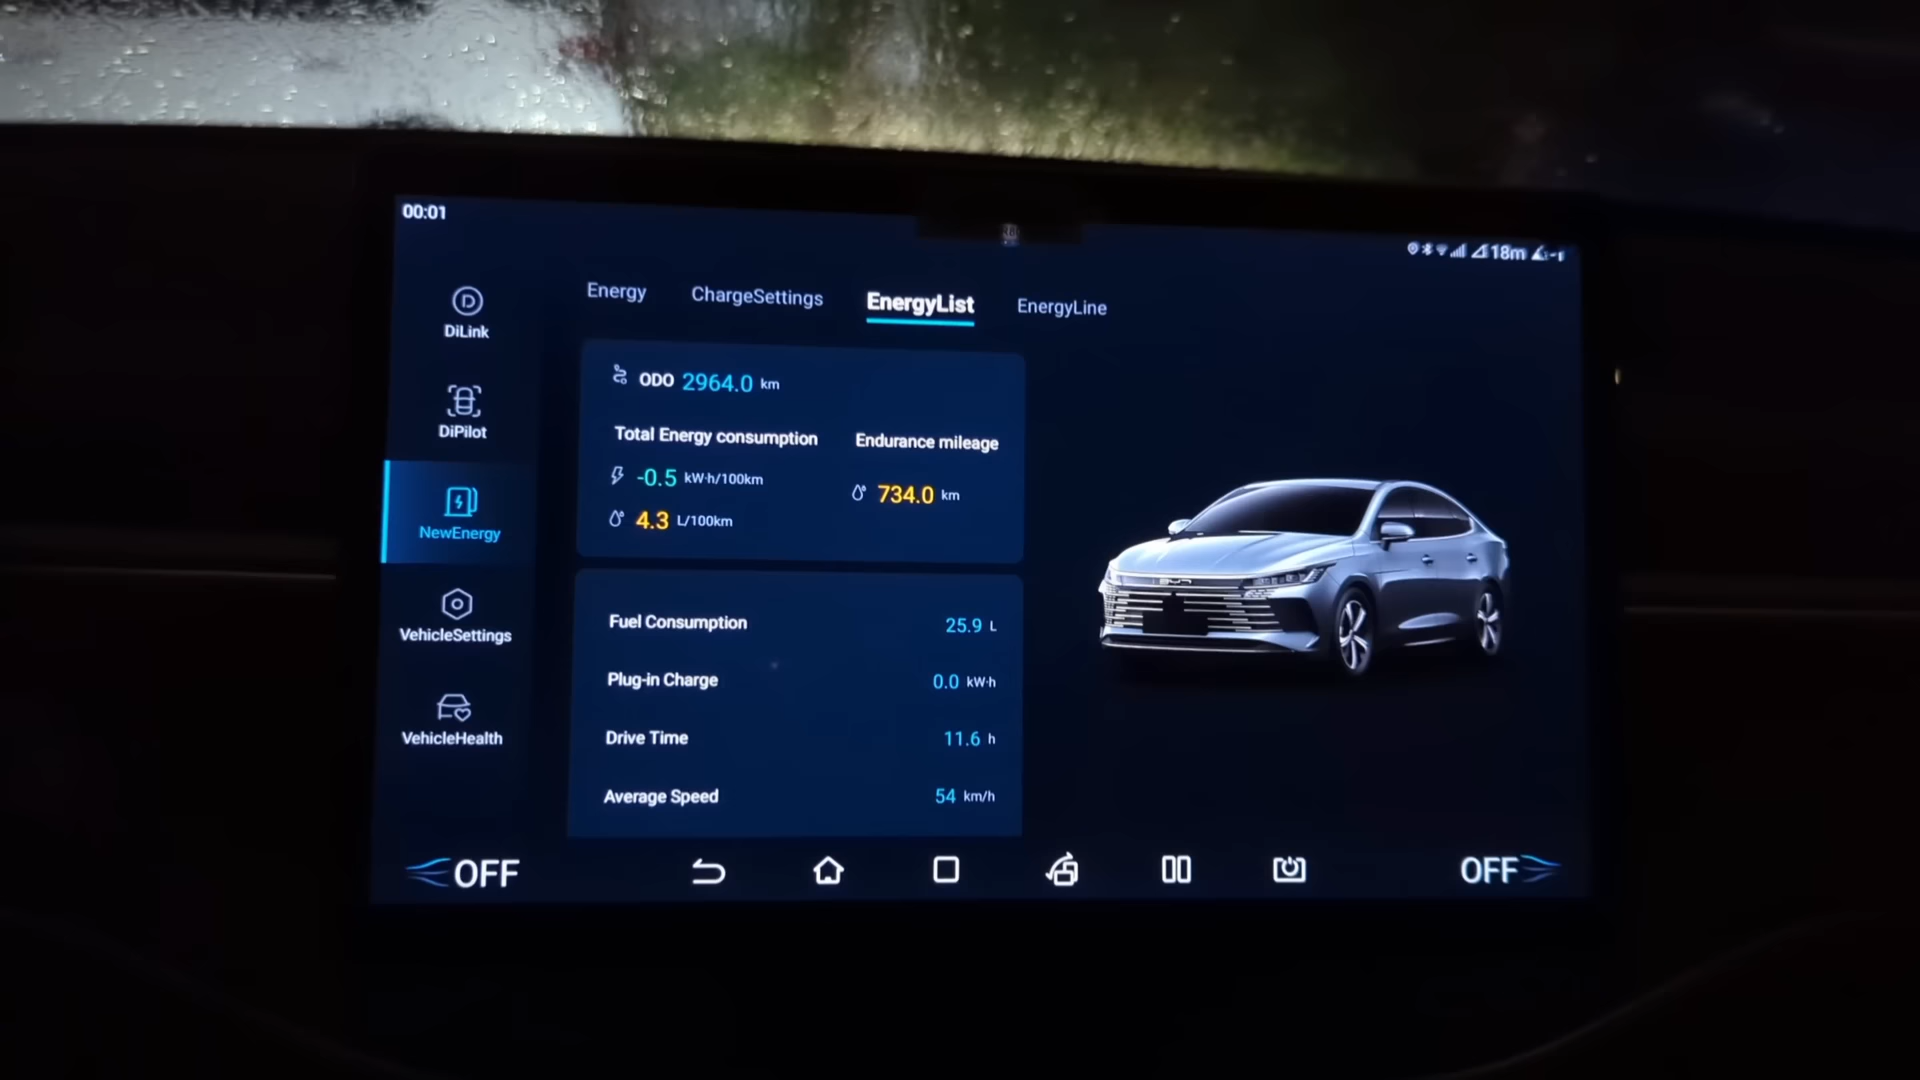 00:01
18m
DiLink
DiPilot
NewEnergy
VehicleSettings
VehicleHealth
Energy ChargeSettings EnergyList EnergyLine
ODO 2964.0 km
Total Energy consumption Endurance mileage
-0.5 kW·h/100km
734.0 km
4.3 L/100km
Fuel Consumption 25.9 L
Plug-in Charge 0.0 kW·h
Drive Time 11.6 h
Average Speed 54 km/h
BYD
OFF OFF